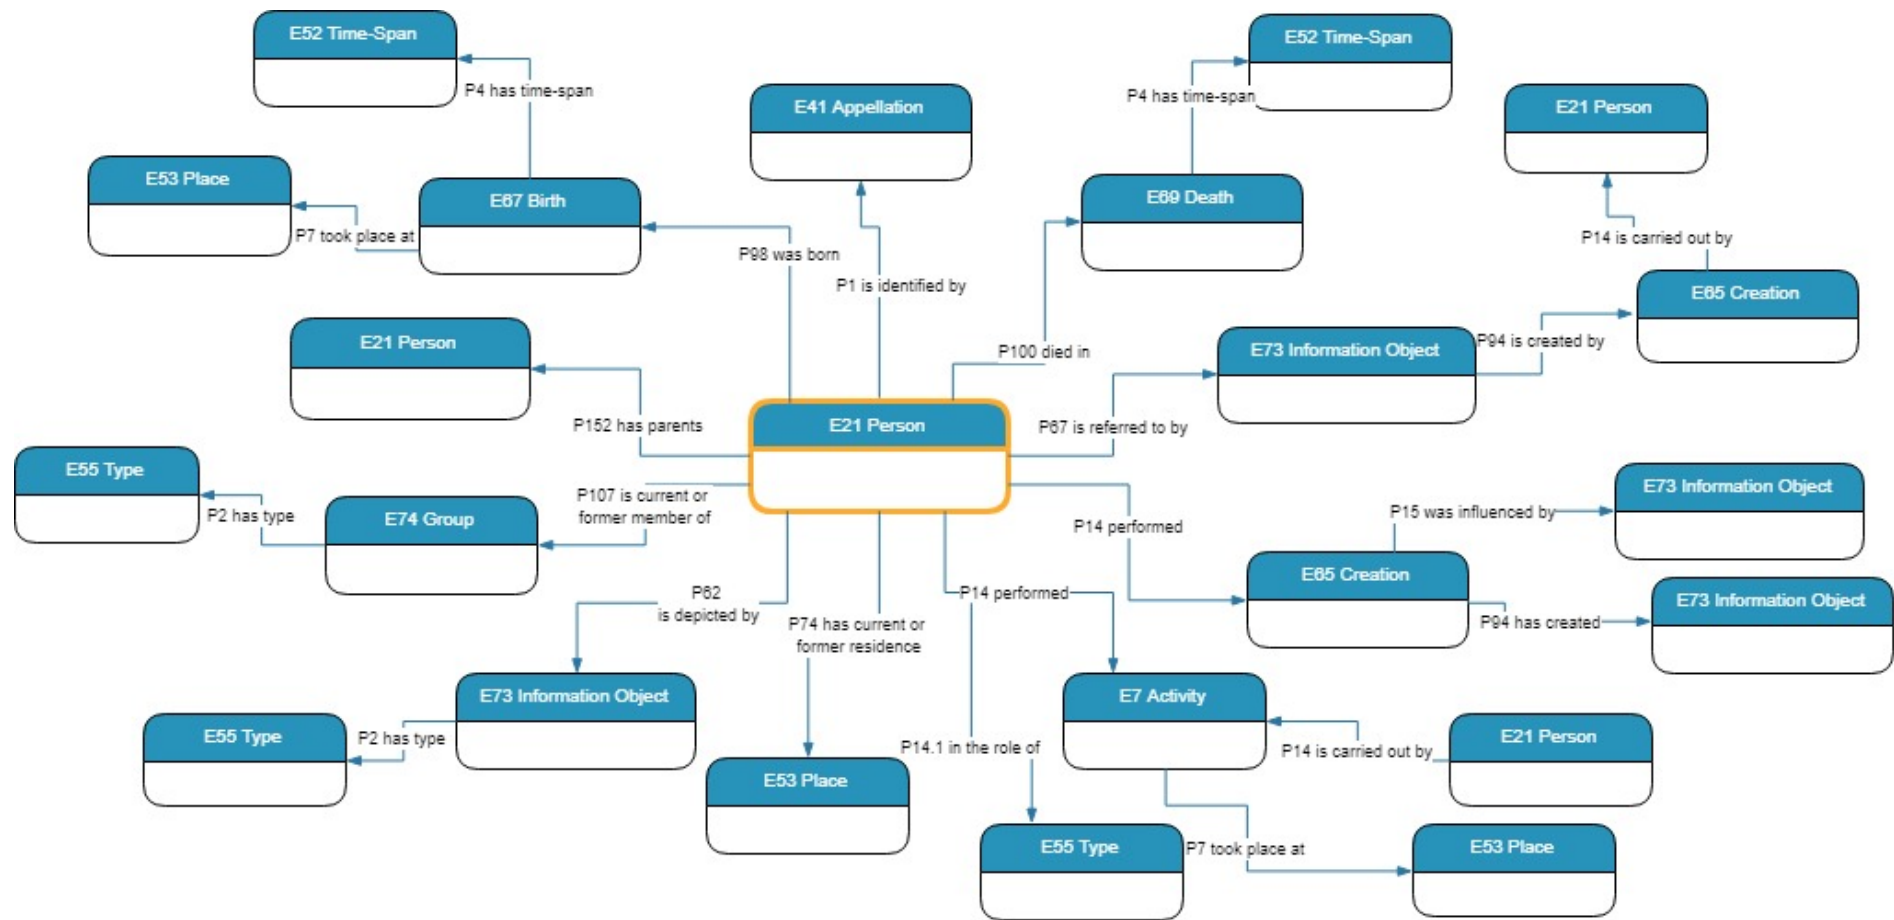 E52 Time-Span
E52 Time-Span
P4 has time-span
P4 has time-span
E41 Appellation
E21 Person
E53 Place
E67 Birth
E69 Death
P7 took place at
P98 was born
P14 is carried out by
P1 is identified by
E65 Creation
E21 Person
P100 died in
E73 Information Object
P94 is created by
P152 has parents
E21 Person
P67 is referred to by
E55 Type
P107 is current or
former member of
E73 Information Object
P2 has type
E74 Group
P14 performed
P15 was influenced by
E65 Creation
E73 Information Object
P62
is depicted by
P14 performed
P94 has created
P74 has current or
former residence
E73 Information Object
E7 Activity
E55 Type
P2 has type
P14.1 in the role of
P14 is carried out by
E21 Person
E53 Place
E55 Type
P7 took place at
E53 Place